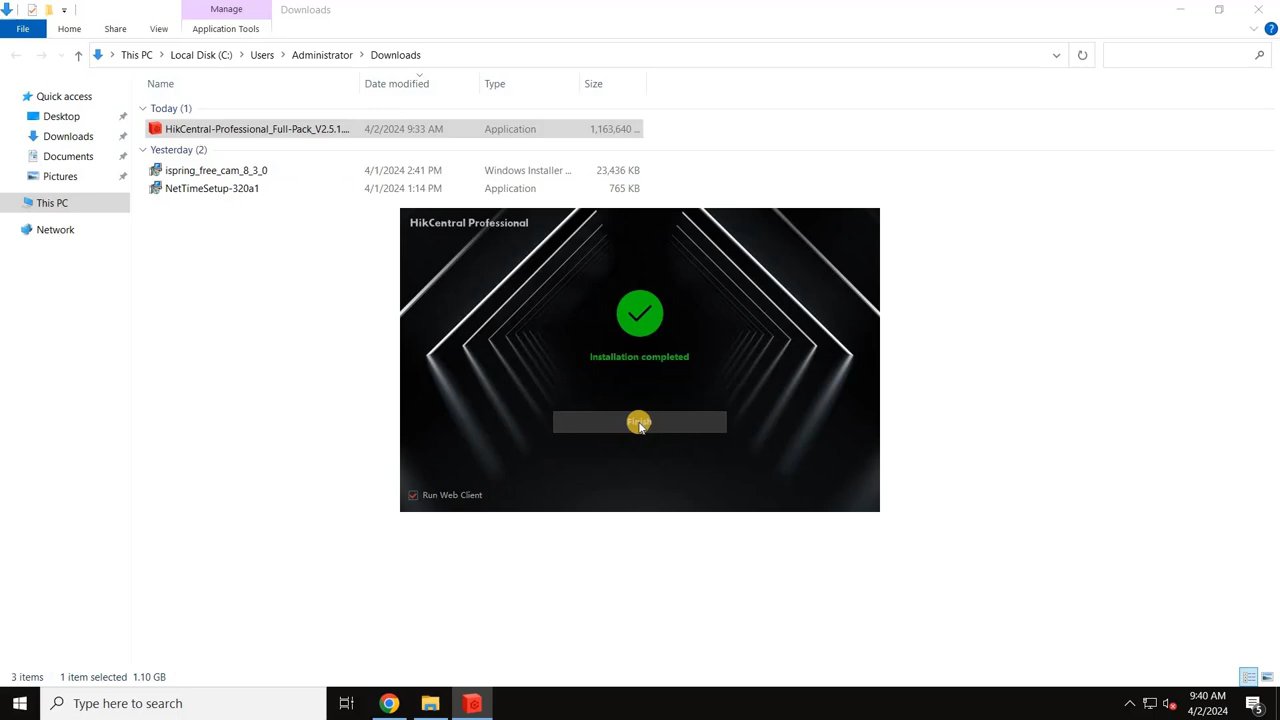 Manage
Downloads
File
Home
Share
View
Application Tools
This PC
Local Disk (C:)
Users
Administrator
Downloads
Name
Date modified
Type
Size
Quick access
Desktop
Downloads
Documents
Pictures
This PC
Network
Today (1)
HikCentral-Professional_Full-Pack_V2.5.1.... 4/2/2024 9:33 AM Application 1,163,640 ...
Yesterday (2)
ispring_free_cam_8_3_0 4/1/2024 2:41 PM Windows Installer ... 23,436 KB
NetTimeSetup-320a1 4/1/2024 1:14 PM Application 765 KB
HikCentral Professional
Installation completed
Finish
Run Web Client
3 items 1 item selected 1.10 GB
Type here to search
9:40 AM
4/2/2024
5